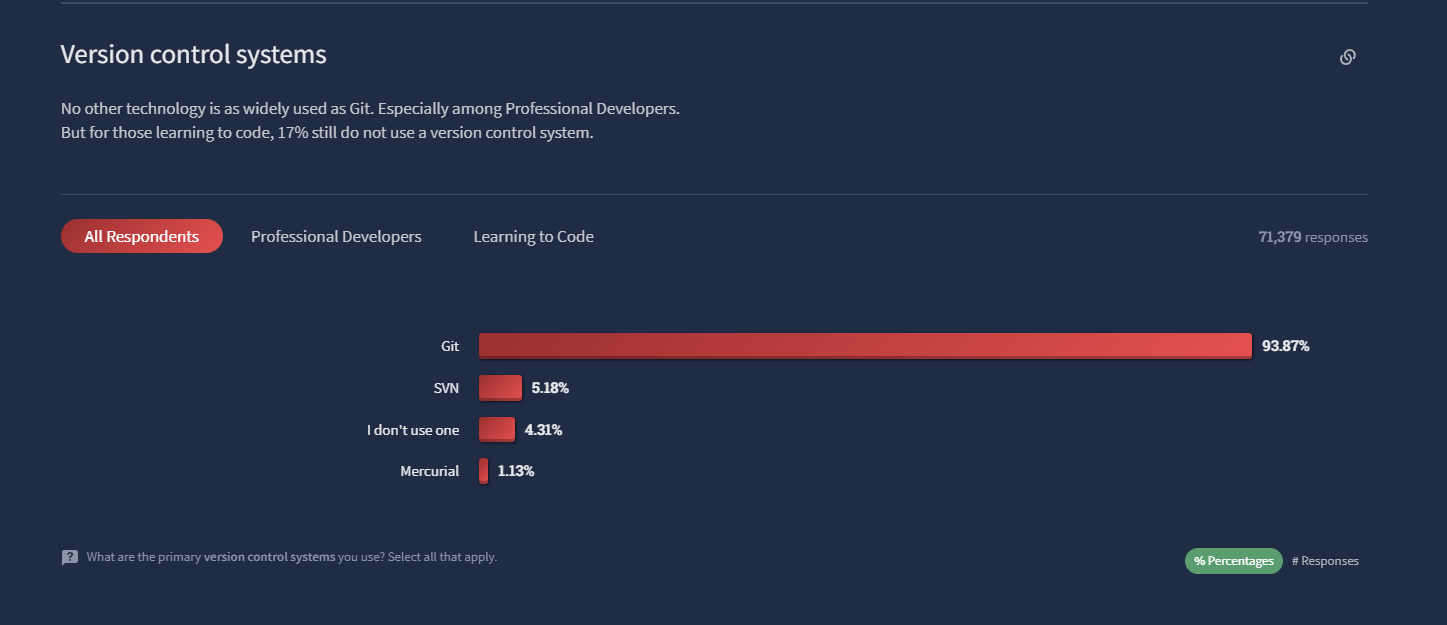 Version control systems
No other technology is as widely used as Git. Especially among Professional Developers.
But for those learning to code, 17% still do not use a version control system.
All Respondents Professional Developers Learning to Code 71,379 responses
Git 93.87%
SVN 5.18%
I don't use one 4.31%
Mercurial 1.13%
? What are the primary version control systems you use? Select all that apply.
% Percentages # Responses